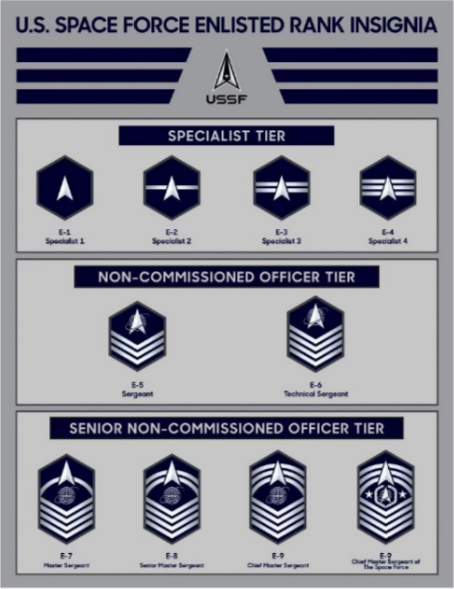 U.S. SPACE FORCE ENLISTED RANK INSIGNIA
USSF
SPECIALIST TIER
E-1
Specialist 1
E-2
Specialist 2
E-3
Specialist 3
E-4
Specialist 4
NON-COMMISSIONED OFFICER TIER
E-5
Sergeant
E-6
Technical Sergeant
SENIOR NON-COMMISSIONED OFFICER TIER
E-7
Master Sergeant
E-8
Senior Master Sergeant
E-9
Chief Master Sergeant
E-9
Chief Master Sergeant of
The Space Force